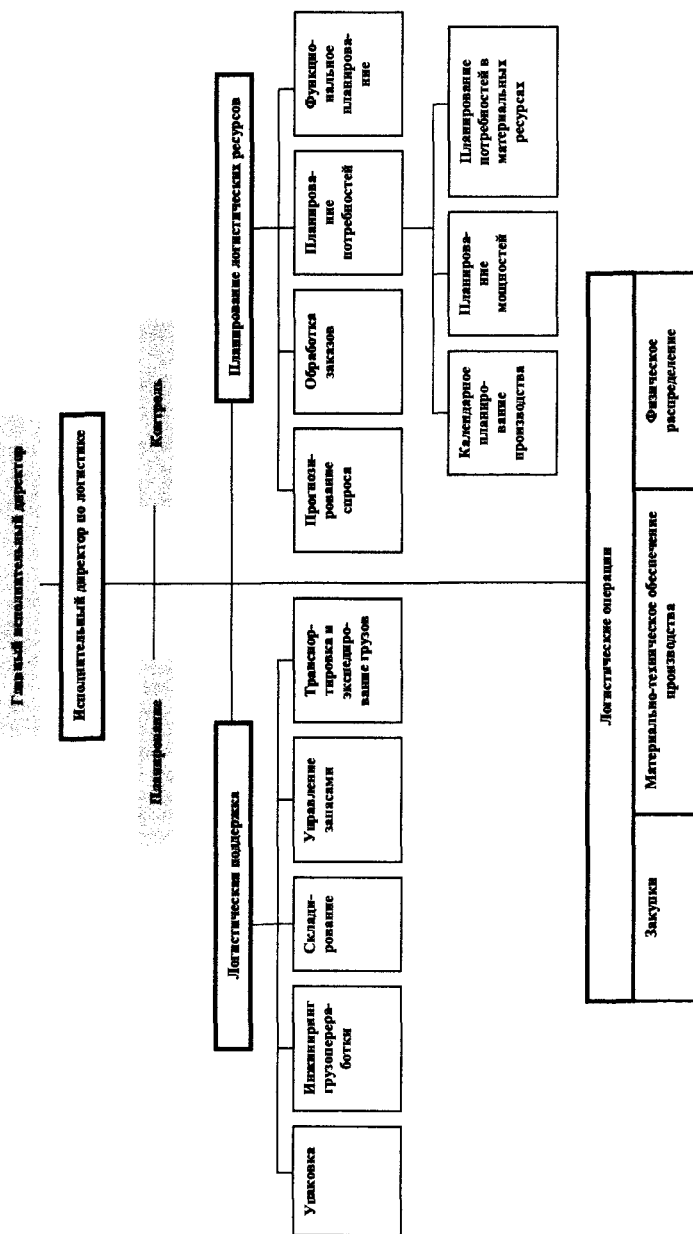 Главный исполнительный директор
Исполнительный директор по логистике
Планирование
Контроль
Логистическая поддержка
Планирование логистических ресурсов
Упаковка
Инжиниринг
грузоперера-
ботки
Склади-
рование
Управление
запасами
Транспор-
тировка и
экспедиро-
вание грузов
Прогнози-
рование
спроса
Обработка
заказов
Планирова-
ние
потребностей
Функцио-
нальное
планирова-
ние
Календарное
планиро-
вание
производства
Планирова-
ние
мощностей
Планирование
потребностей в
материальных
ресурсах
Логистические операции
Закупки
Материально-техническое обеспечение
производства
Физическое
распределение